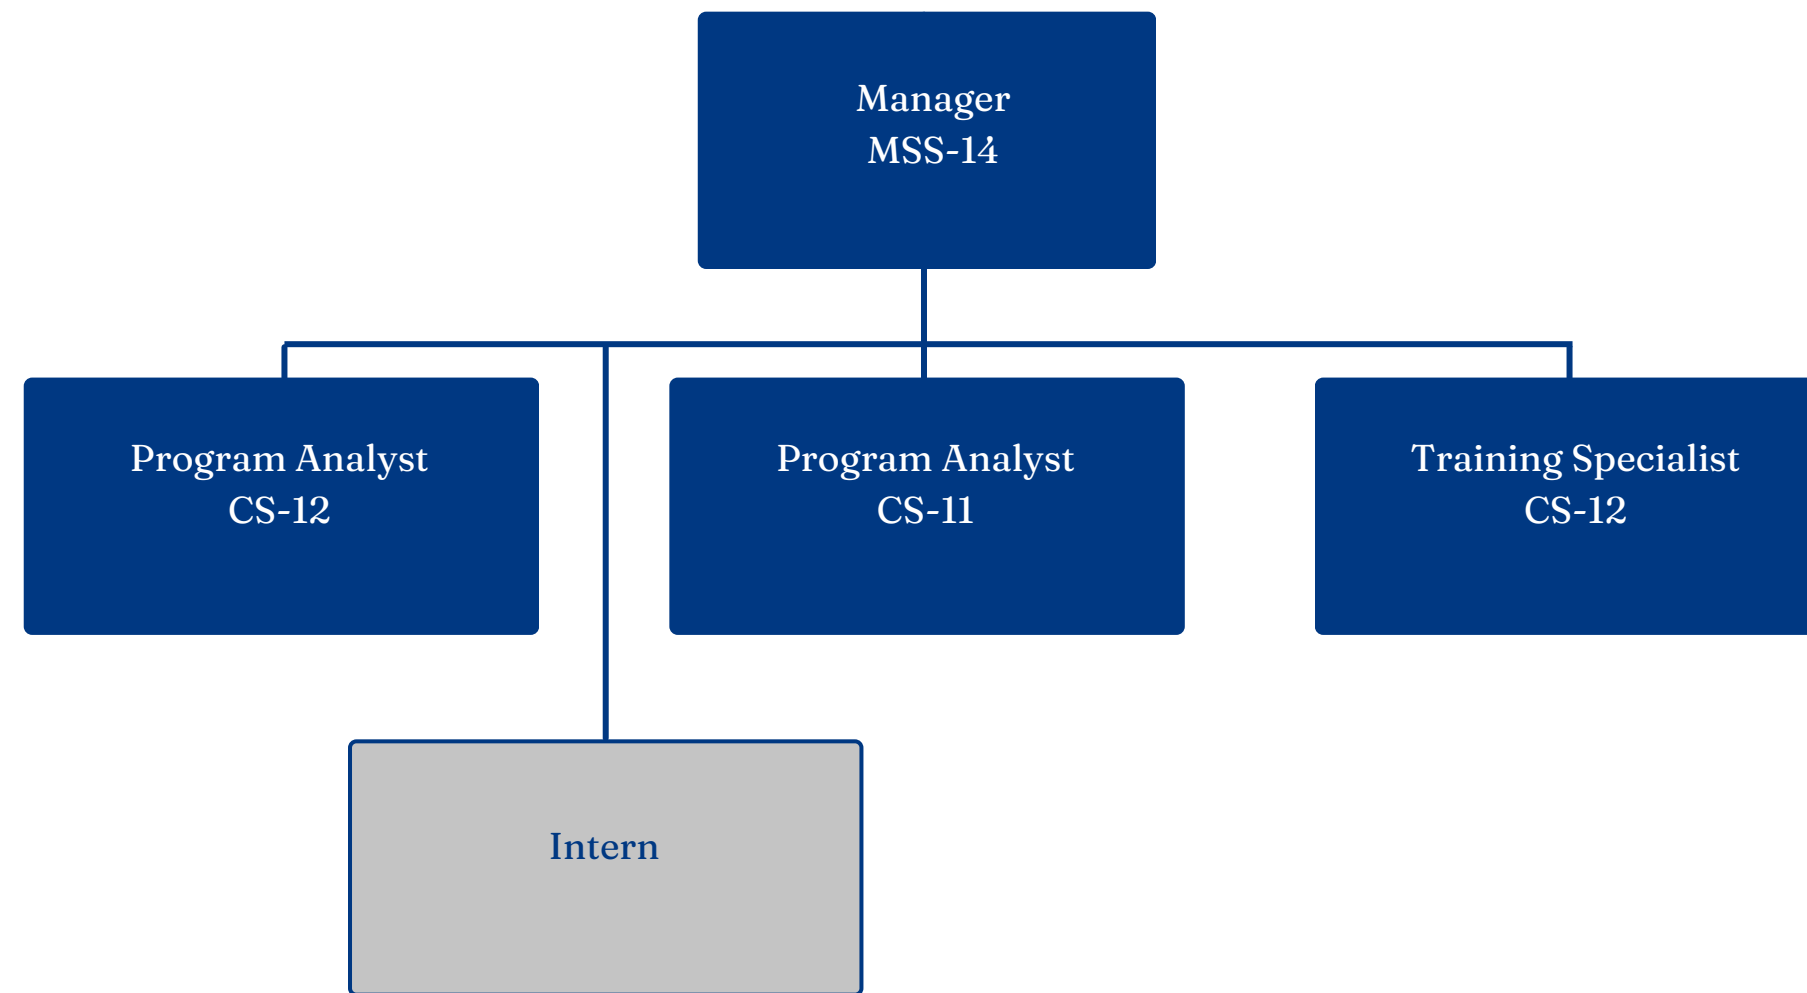 Manager
MSS-14
Program Analyst
CS-12
Program Analyst
CS-11
Training Specialist
CS-12
Intern